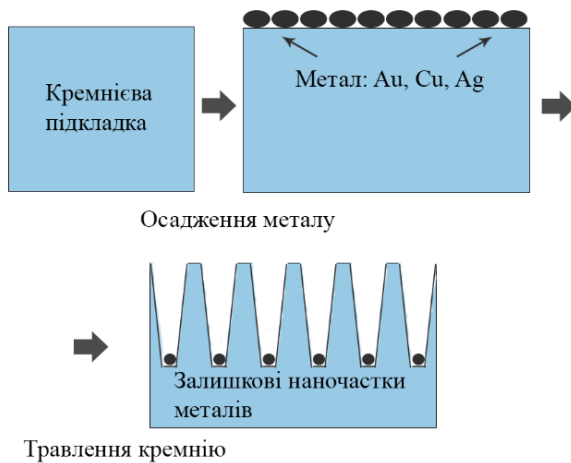 Кремнієва
підкладка
Метал: Au, Cu, Ag
Осадження металу
Залишкові наночастки
металів
Травлення кремнію